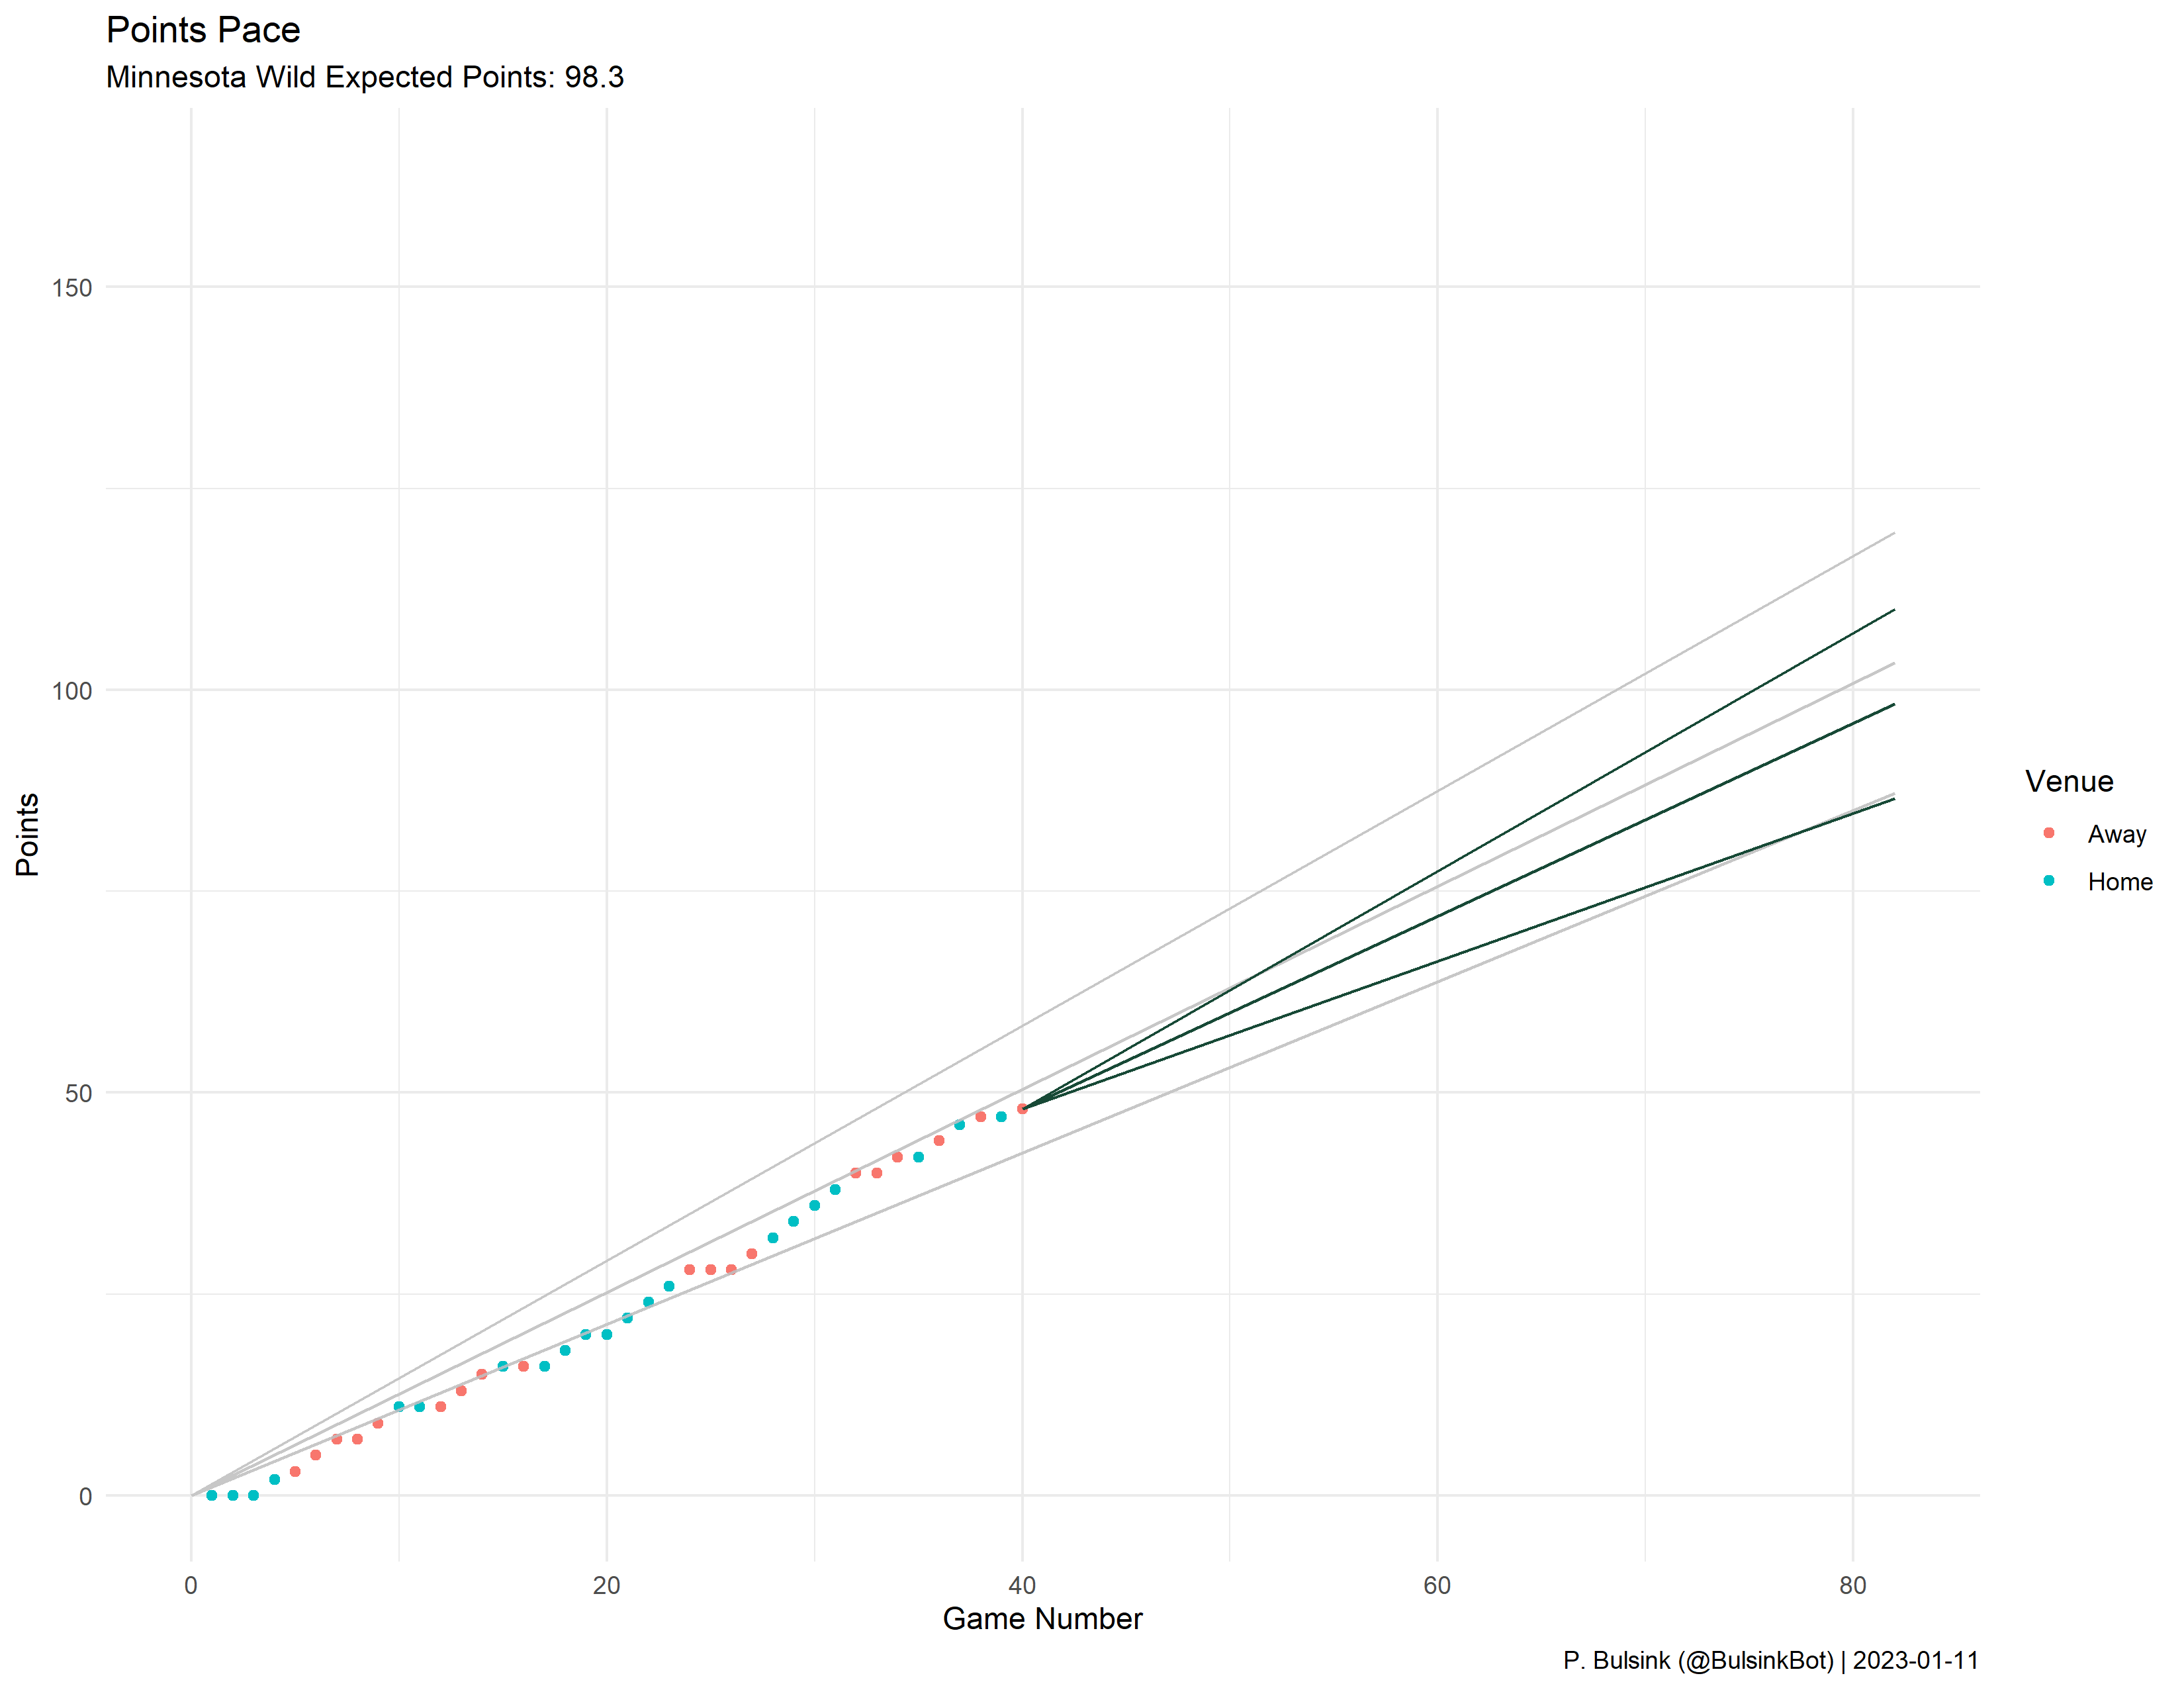 Points Pace
Minnesota Wild Expected Points: 98.3
150
100
50
0
Points
0 20 40 60 80
Game Number
Venue
Away
Home
P. Bulsink (@BulsinkBot) | 2023-01-11